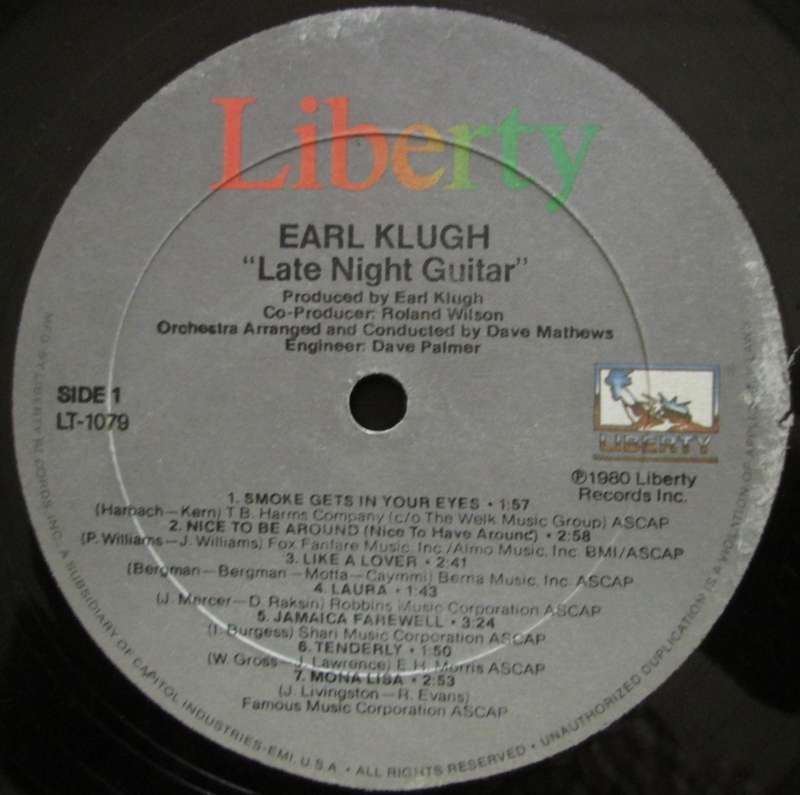 Liberty
EARL KLUGH
"Late Night Guitar"
Produced by Earl Klugh
Co-Producer: Roland Wilson
Orchestra Arranged and Conducted by Dave Mathews
Engineer: Dave Palmer
SIDE 1
LT-1079
LIBERTY
℗1980 Liberty
Records Inc.
1. SMOKE GETS IN YOUR EYES • 1:57
(Harbach—Kern) T.B. Harms Company (c/o The Welk Music Group) ASCAP
2. NICE TO BE AROUND (Nice To Have Around) • 2:58
(P. Williams—J. Williams) Fox Fanfare Music, Inc./Almo Music, Inc. BMI/ASCAP
3. LIKE A LOVER • 2:41
(Bergman—Bergman—Motta—Caymmi) Berna Music, Inc. ASCAP
4. LAURA • 1:43
(J. Mercer—D. Raksin) Robbins Music Corporation ASCAP
5. JAMAICA FAREWELL • 3:24
(I. Burgess) Shari Music Corporation ASCAP
6. TENDERLY • 1:50
(W. Gross—J. Lawrence) E.H. Morris ASCAP
7. MONA LISA • 2:53
(J. Livingston—R. Evans)
Famous Music Corporation ASCAP
MFG. BY LIBERTY RECORDS INC. A SUBSIDIARY OF CAPITOL INDUSTRIES-EMI, U.S.A. • ALL RIGHTS RESERVED • UNAUTHORIZED DUPLICATION IS A VIOLATION OF APPLICABLE LAWS